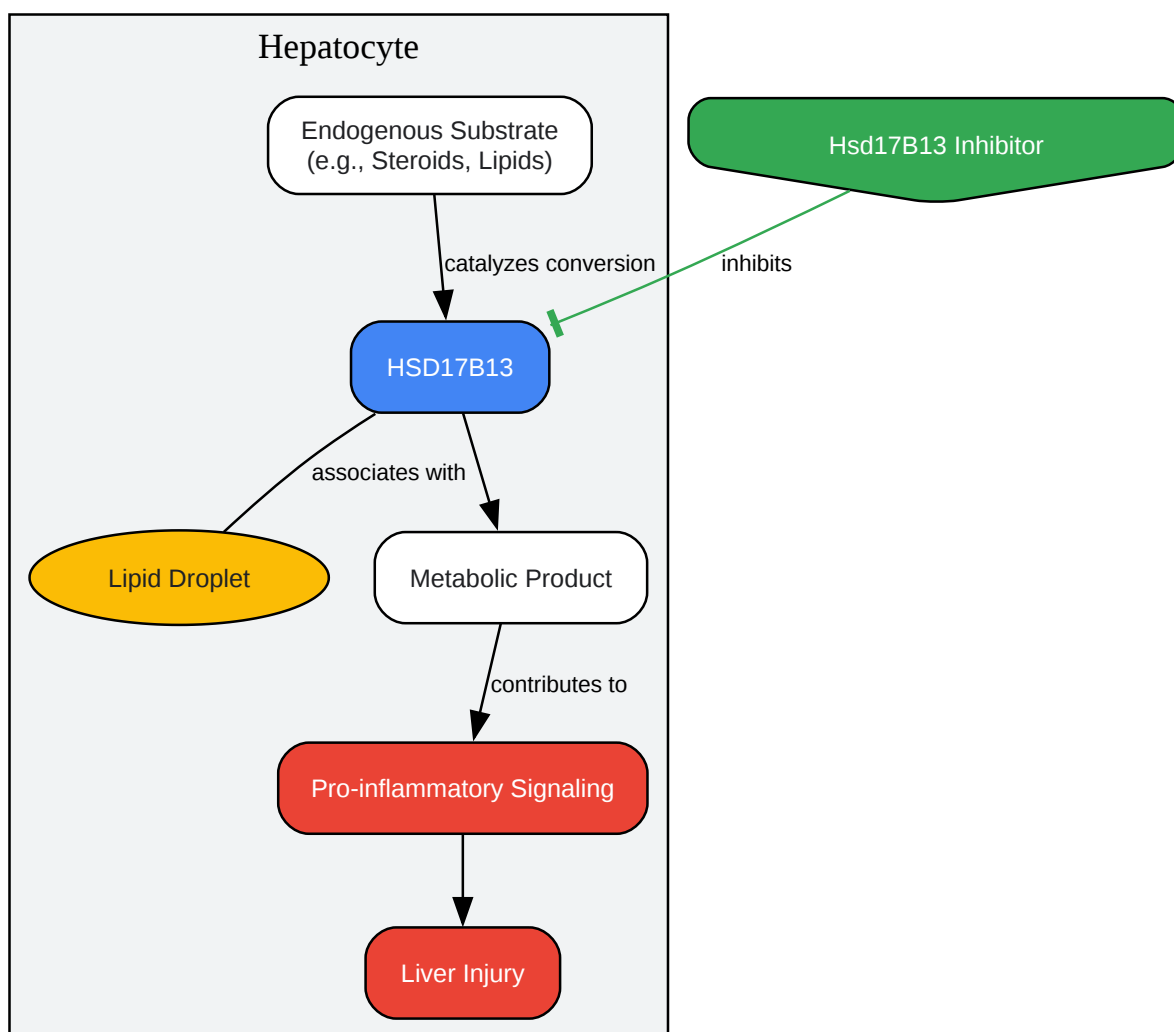 Hepatocyte
Endogenous Substrate
(e.g., Steroids, Lipids)
Hsd17B13 Inhibitor
catalyzes conversion
inhibits
HSD17B13
associates with
Lipid Droplet
Metabolic Product
contributes to
Pro-inflammatory Signaling
Liver Injury